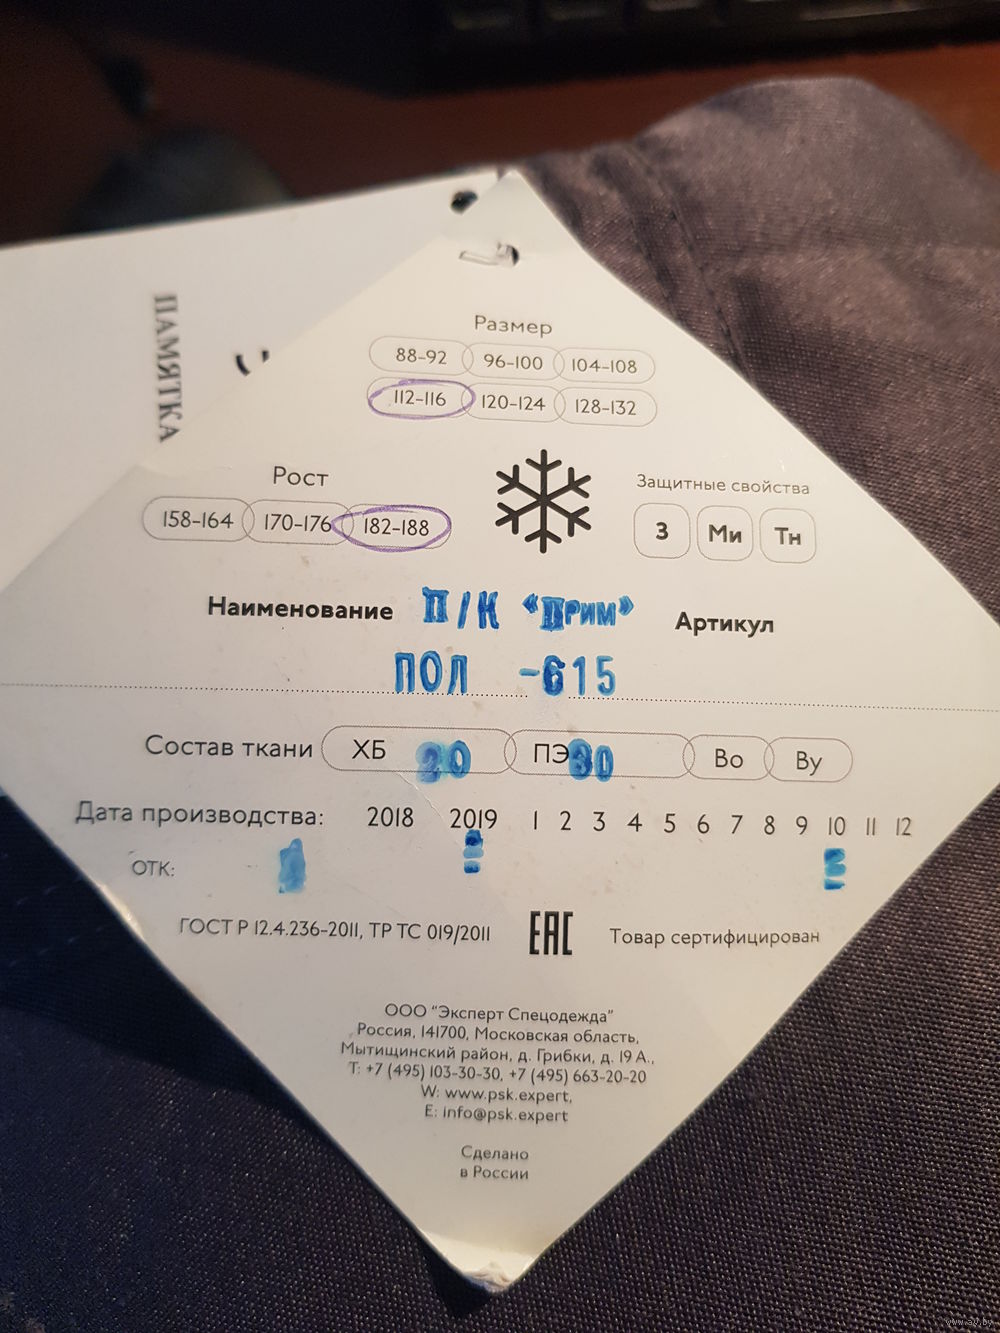 ПАМЯТКА
Размер
88-92 96-100 104-108
112-116 120-124 128-132
Рост
158-164 170-176 182-188
Защитные свойства
З Ми Тн
Наименование П/К «Прим» Артикул
ПОЛ -615
Состав ткани ХБ 20 ПЭ 80 Во Ву
Дата производства: 2018 2019 1 2 3 4 5 6 7 8 9 10 11 12
ОТК:
ГОСТ Р 12.4.236-2011, ТР ТС 019/2011 ЕАС Товар сертифицирован
ООО "Эксперт Спецодежда"
Россия, 141700, Московская область,
Мытищинский район, д. Грибки, д. 19 А.,
Т: +7 (495) 103-30-30, +7 (495) 663-20-20
W: www.psk.expert,
E: info@psk.expert
Сделано
в России
www.av.by